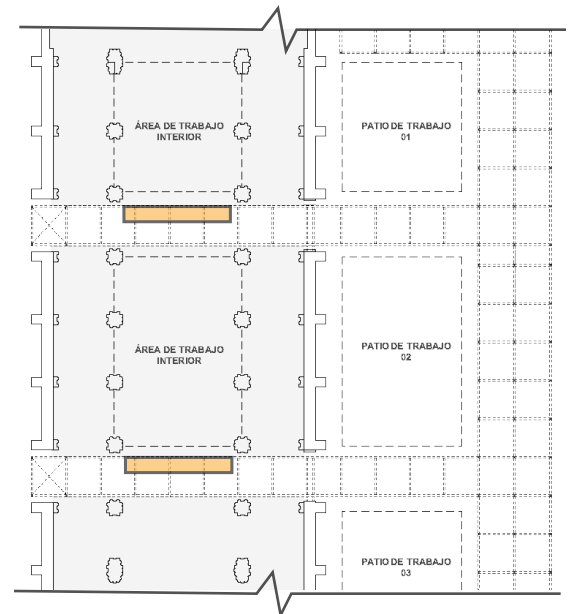 ÁREA DE TRABAJO
INTERIOR
PATIO DE TRABAJO
01
ÁREA DE TRABAJO
INTERIOR
PATIO DE TRABAJO
02
PATIO DE TRABAJO
03